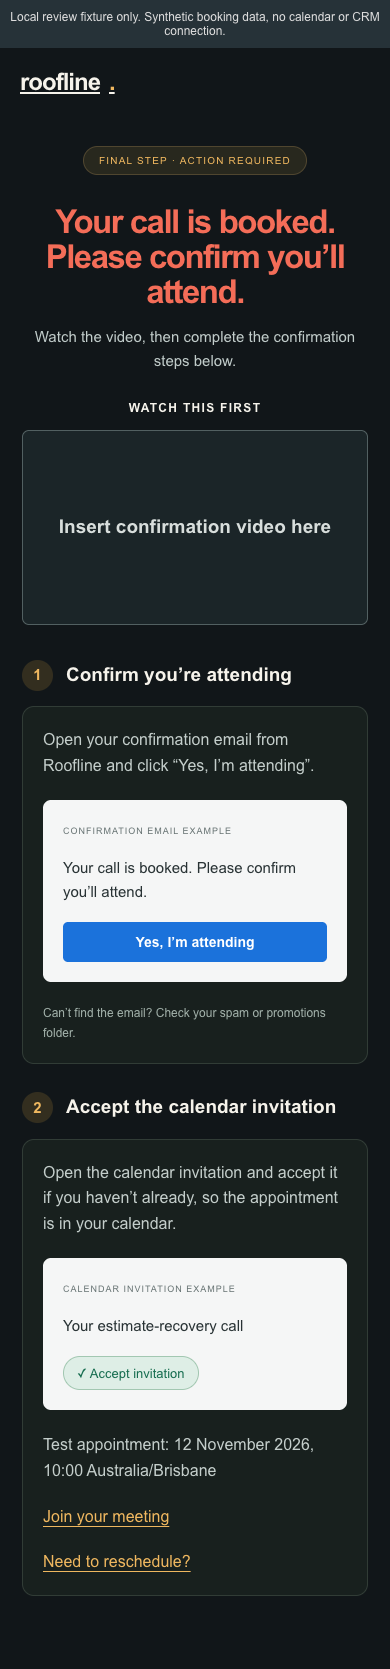 Local review fixture only. Synthetic booking data, no calendar or CRM
connection.
roofline .
FINAL STEP · ACTION REQUIRED
Your call is booked.
Please confirm you’ll
attend.
Watch the video, then complete the confirmation
steps below.
WATCH THIS FIRST
Insert confirmation video here
1 Confirm you’re attending
Open your confirmation email from
Roofline and click “Yes, I’m attending”.
CONFIRMATION EMAIL EXAMPLE
Your call is booked. Please confirm
you’ll attend.
Yes, I’m attending
Can’t find the email? Check your spam or promotions
folder.
2 Accept the calendar invitation
Open the calendar invitation and accept it
if you haven’t already, so the appointment
is in your calendar.
CALENDAR INVITATION EXAMPLE
Your estimate-recovery call
✓ Accept invitation
Test appointment: 12 November 2026,
10:00 Australia/Brisbane
Join your meeting
Need to reschedule?